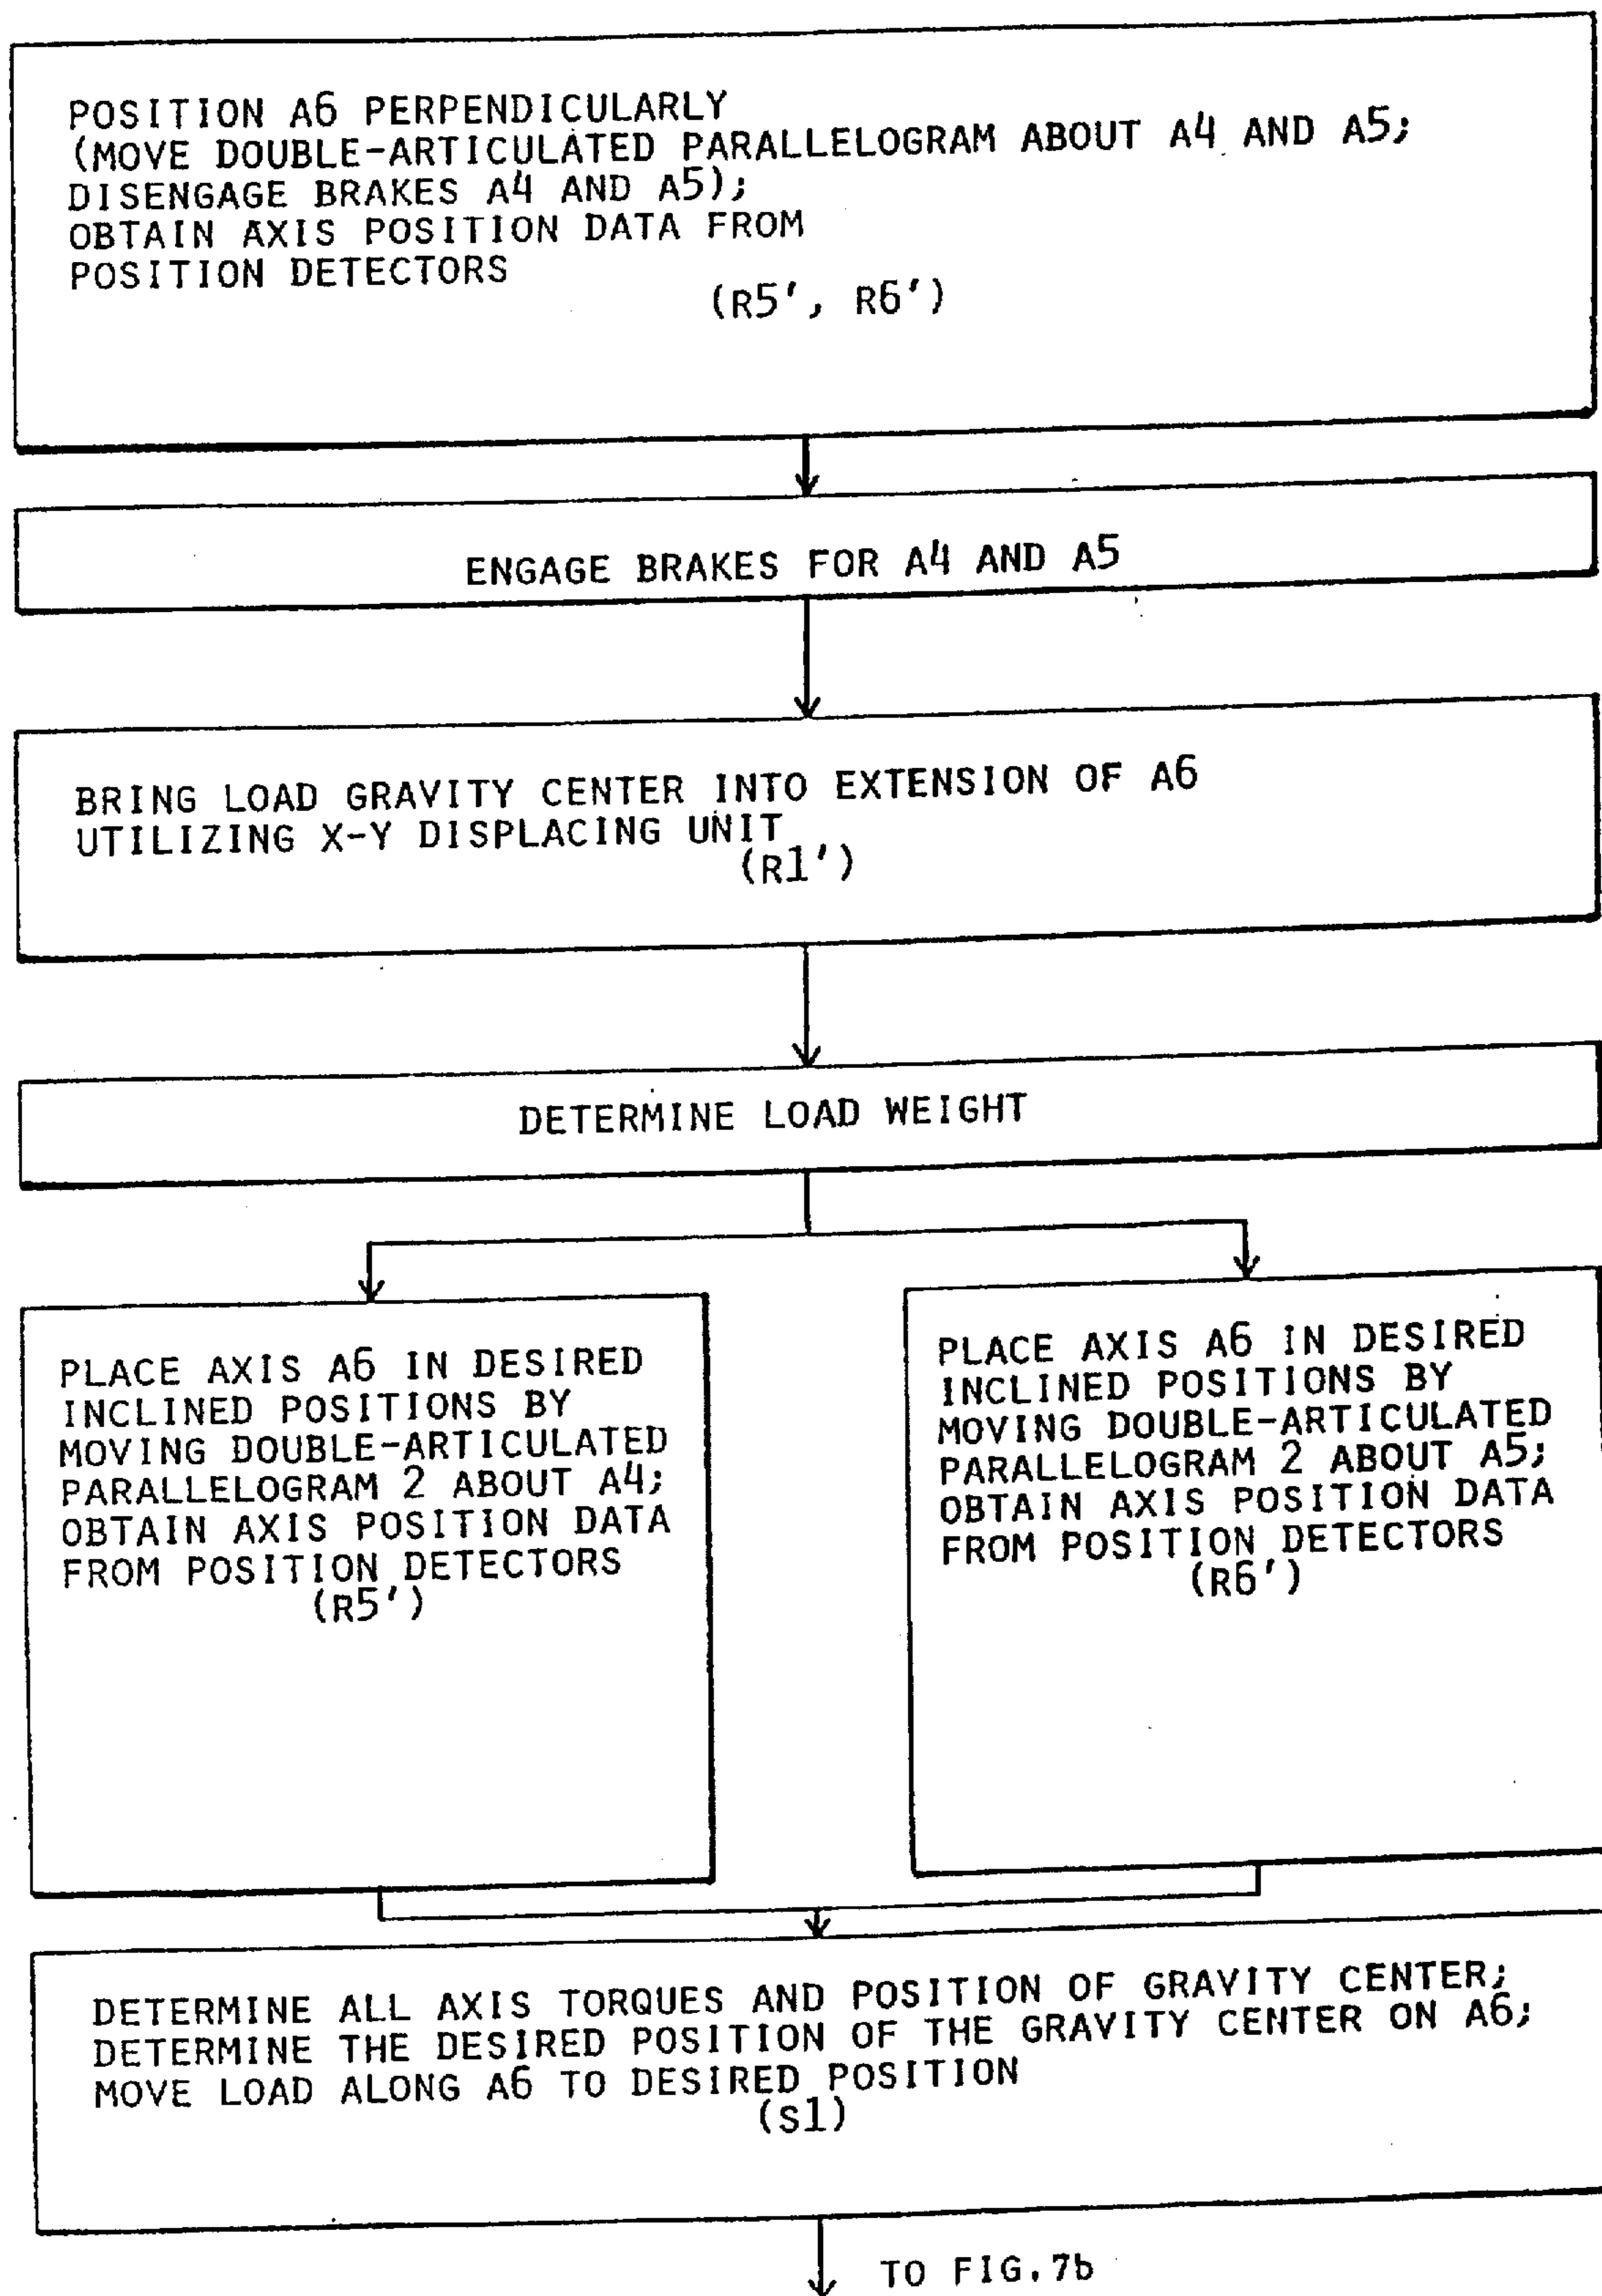 POSITION A6 PERPENDICULARLY
(MOVE DOUBLE-ARTICULATED PARALLELOGRAM ABOUT A4 AND A5;
DISENGAGE BRAKES A4 AND A5);
OBTAIN AXIS POSITION DATA FROM
POSITION DETECTORS
(R5', R6')
ENGAGE BRAKES FOR A4 AND A5
BRING LOAD GRAVITY CENTER INTO EXTENSION OF A6
UTILIZING X-Y DISPLACING UNIT
(R1')
DETERMINE LOAD WEIGHT
PLACE AXIS A6 IN DESIRED
INCLINED POSITIONS BY
MOVING DOUBLE-ARTICULATED
PARALLELOGRAM 2 ABOUT A4;
OBTAIN AXIS POSITION DATA
FROM POSITION DETECTORS
(R5')
PLACE AXIS A6 IN DESIRED
INCLINED POSITIONS BY
MOVING DOUBLE-ARTICULATED
PARALLELOGRAM 2 ABOUT A5;
OBTAIN AXIS POSITION DATA
FROM POSITION DETECTORS
(R6')
DETERMINE ALL AXIS TORQUES AND POSITION OF GRAVITY CENTER;
DETERMINE THE DESIRED POSITION OF THE GRAVITY CENTER ON A6;
MOVE LOAD ALONG A6 TO DESIRED POSITION
(S1)
TO FIG.7b